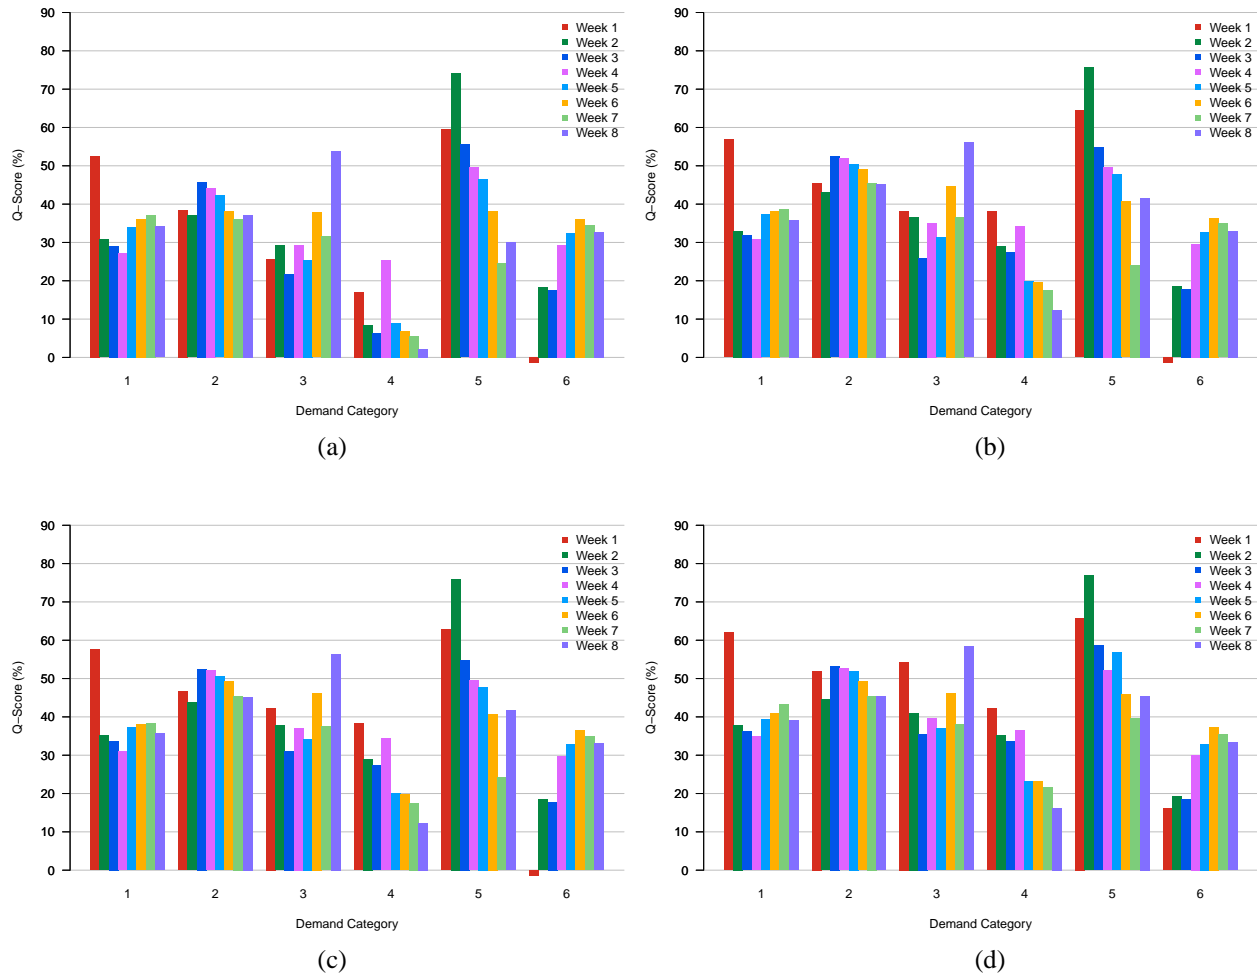 90
80
70
60
50
40
30
20
10
0
Q−Score (%)
Week 1
Week 2
Week 3
Week 4
Week 5
Week 6
Week 7
Week 8
1 2 3 4 5 6
Demand Category
(a)
90
80
70
60
50
40
30
20
10
0
Q−Score (%)
Week 1
Week 2
Week 3
Week 4
Week 5
Week 6
Week 7
Week 8
1 2 3 4 5 6
Demand Category
(b)
90
80
70
60
50
40
30
20
10
0
Q−Score (%)
Week 1
Week 2
Week 3
Week 4
Week 5
Week 6
Week 7
Week 8
1 2 3 4 5 6
Demand Category
(c)
90
80
70
60
50
40
30
20
10
0
Q−Score (%)
Week 1
Week 2
Week 3
Week 4
Week 5
Week 6
Week 7
Week 8
1 2 3 4 5 6
Demand Category
(d)